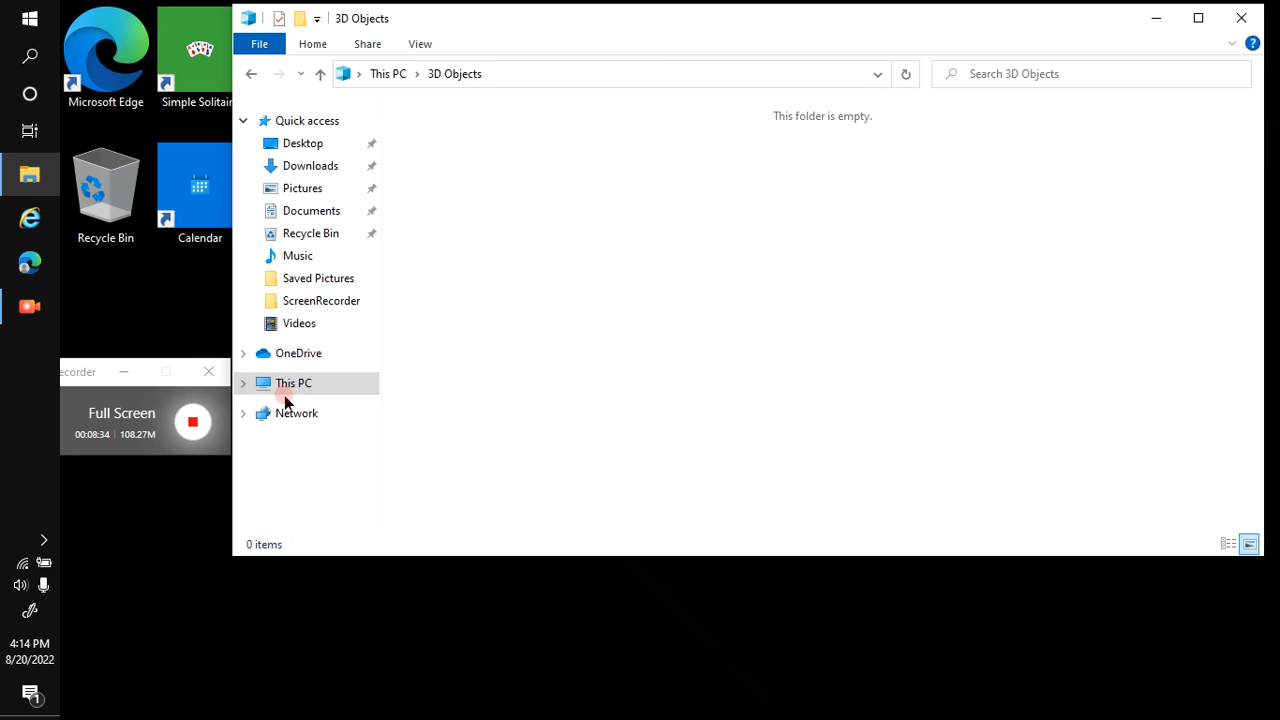 3D Objects
File Home Share View
This PC > 3D Objects
Search 3D Objects
Microsoft Edge
Simple Solitai
Recycle Bin
Calendar
Quick access
Desktop
Downloads
Pictures
Documents
Recycle Bin
Music
Saved Pictures
ScreenRecorder
Videos
OneDrive
This PC
Network
This folder is empty.
0 items
ecorder
Full Screen
00:08:34 | 108.27M
4:14 PM
8/20/2022
1